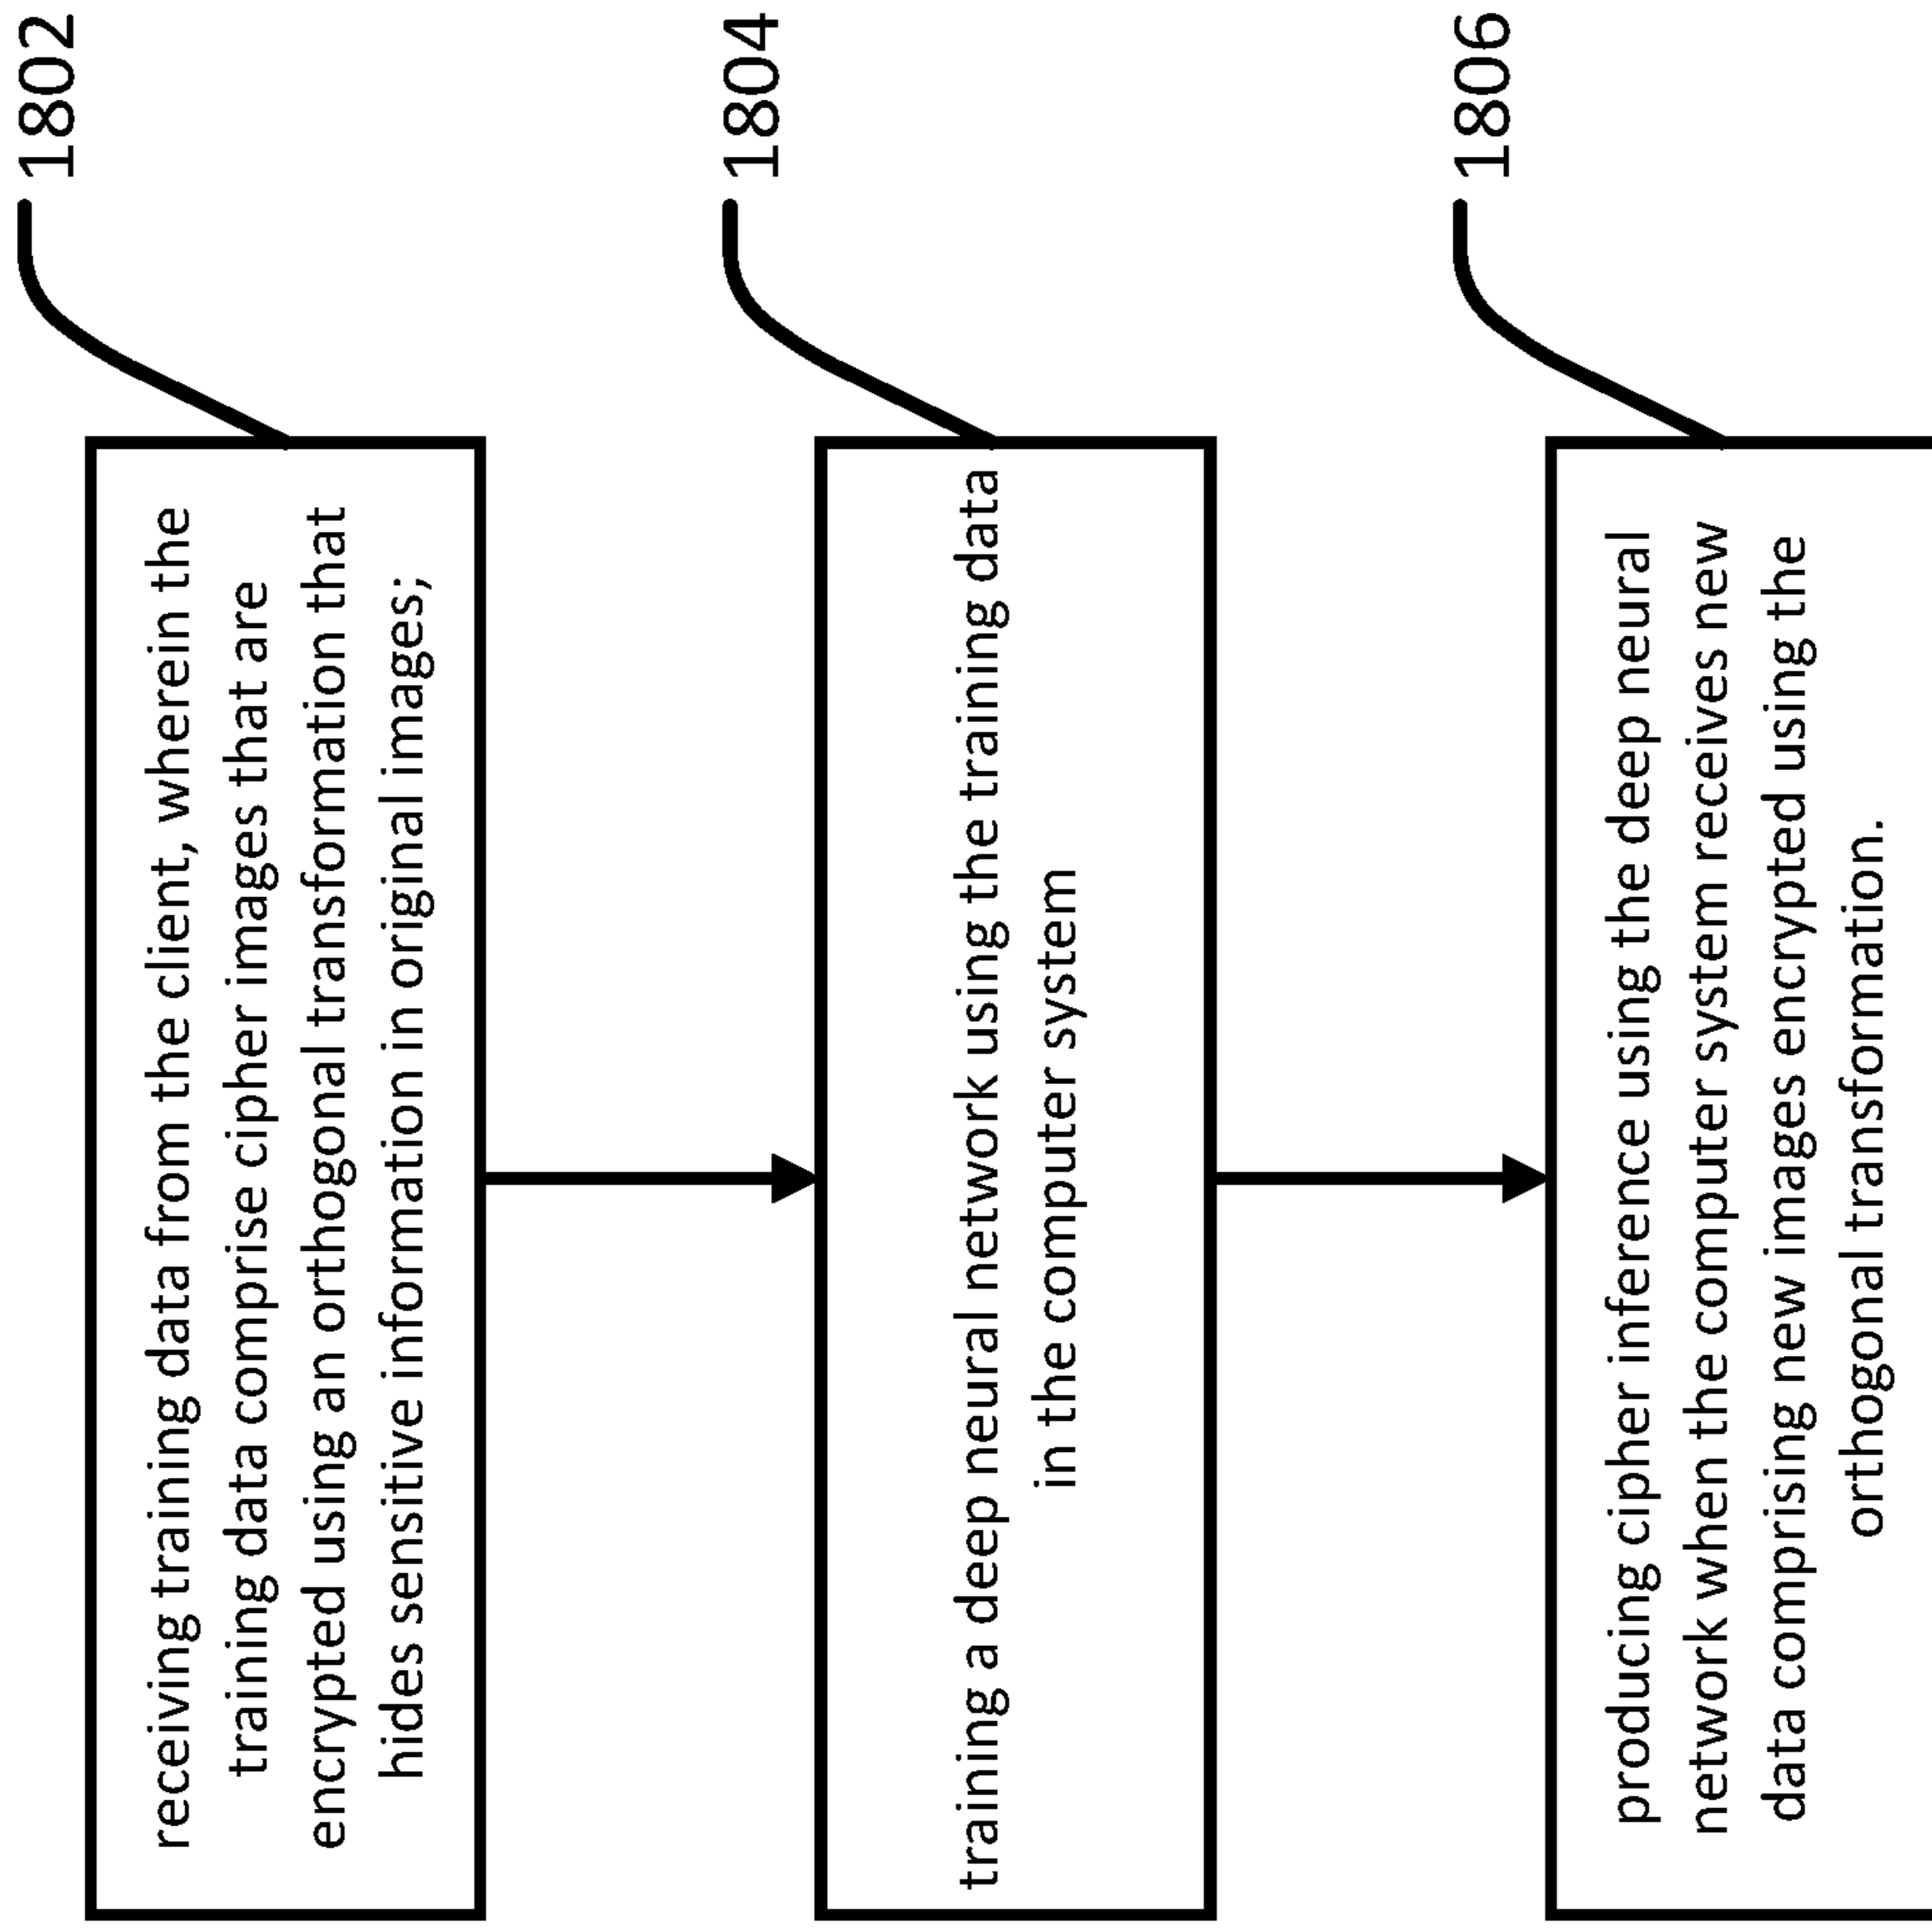 receiving training data from the client, wherein the
training data comprise cipher images that are
encrypted using an orthogonal transformation that
hides sensitive information in original images;
1802
training a deep neural network using the training data
in the computer system
1804
producing cipher inference using the deep neural
network when the computer system receives new
data comprising new images encrypted using the
orthogonal transformation.
1806